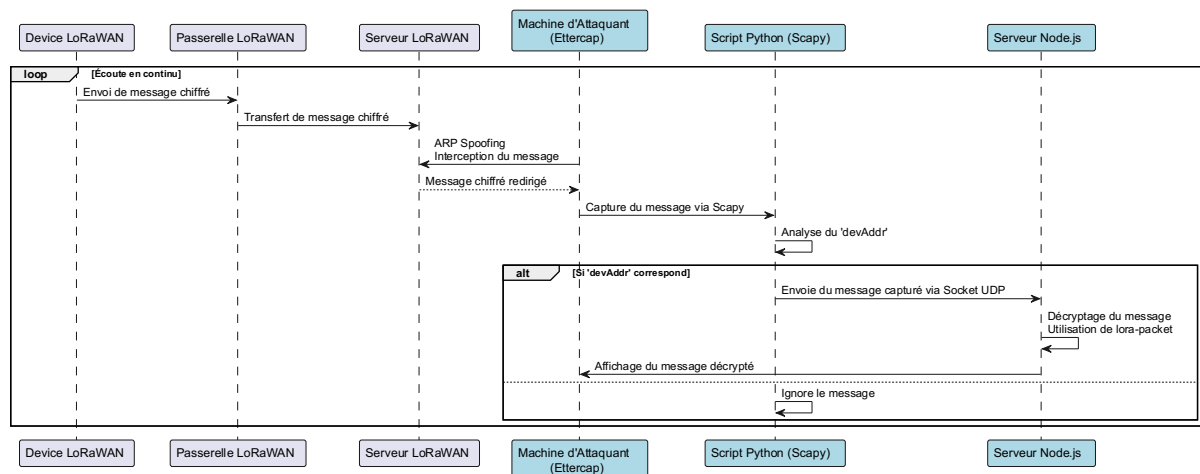 Device LoRaWAN
Passerelle LoRaWAN
Serveur LoRaWAN
Machine d'Attaquant
(Ettercap)
Script Python (Scapy)
Serveur Node.js
loop
[Écoute en continu]
Envoi de message chiffré
Transfert de message chiffré
ARP Spoofing
Interception du message
Message chiffré redirigé
Capture du message via Scapy
Analyse du 'devAddr'
alt
[Si 'devAddr' correspond]
Envoie du message capturé via Socket UDP
Décryptage du message
Utilisation de lora-packet
Affichage du message décrypté
Ignore le message
Device LoRaWAN
Passerelle LoRaWAN
Serveur LoRaWAN
Machine d'Attaquant
(Ettercap)
Script Python (Scapy)
Serveur Node.js